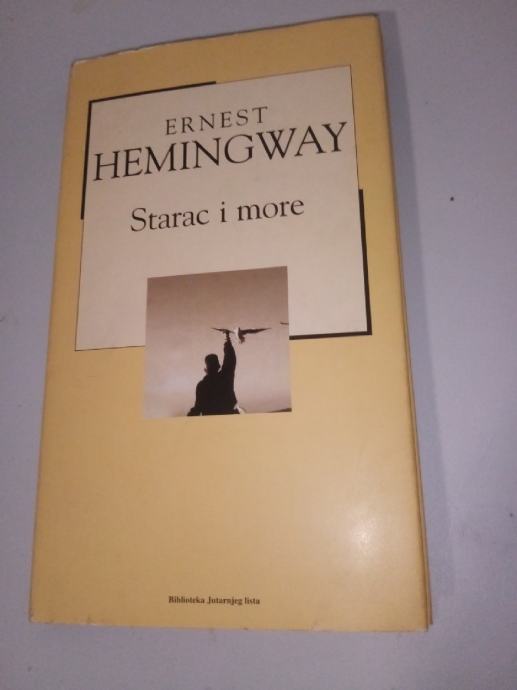 ERNEST
HEMINGWAY
Starac i more
Biblioteka Jutarnjeg lista